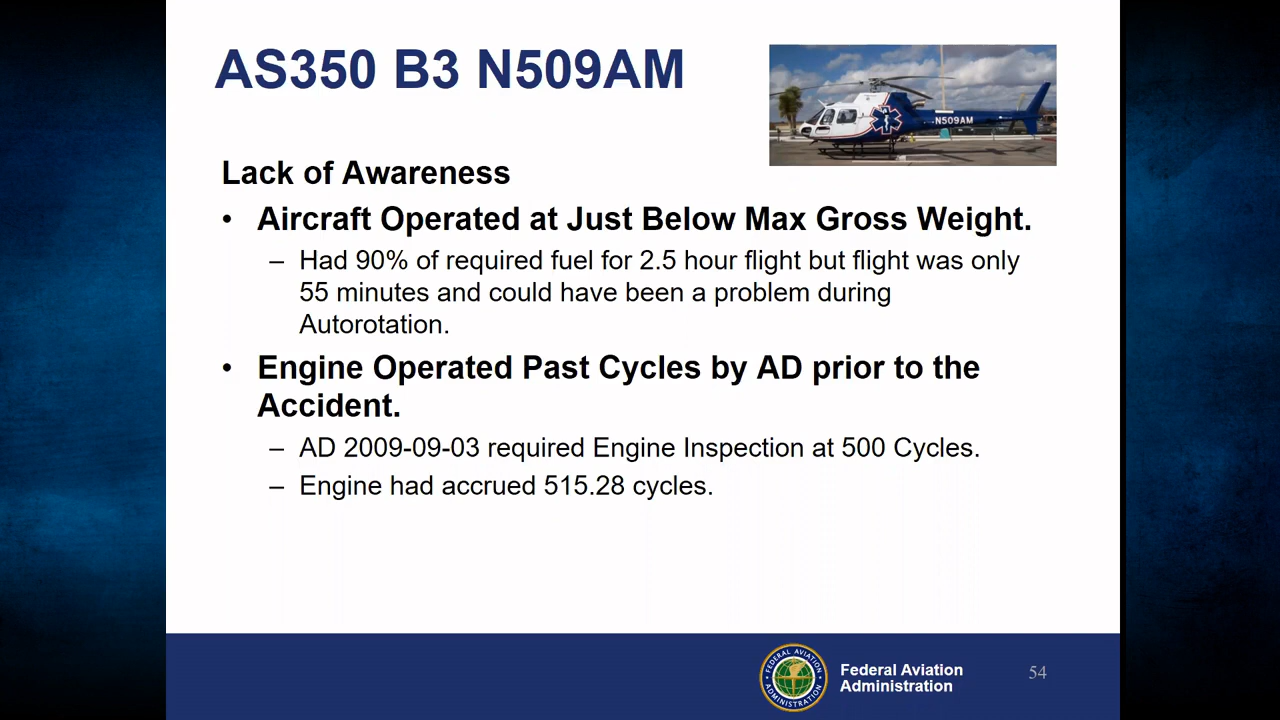 AS350 B3 N509AM
N509AM
Lack of Awareness
• Aircraft Operated at Just Below Max Gross Weight.
– Had 90% of required fuel for 2.5 hour flight but flight was only
55 minutes and could have been a problem during
Autorotation.
• Engine Operated Past Cycles by AD prior to the
Accident.
– AD 2009-09-03 required Engine Inspection at 500 Cycles.
– Engine had accrued 515.28 cycles.
FEDERAL AVIATION
ADMINISTRATION
Federal Aviation
Administration
54